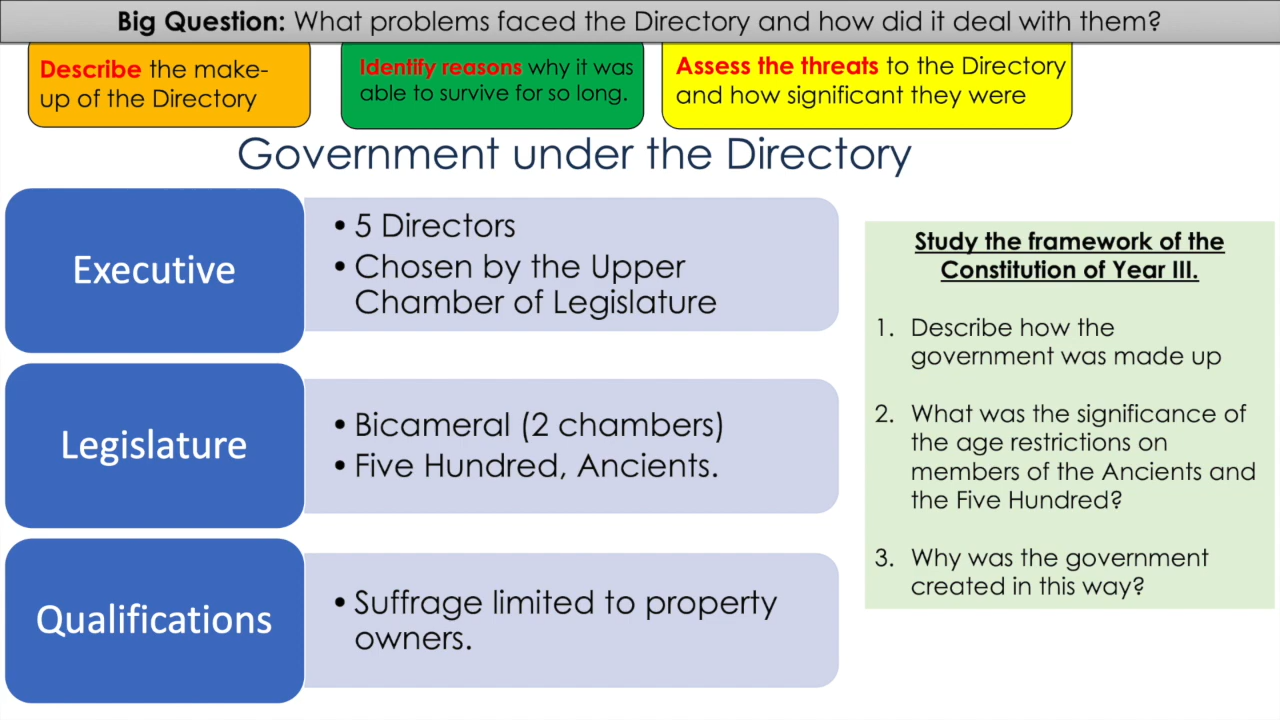 Big Question: What problems faced the Directory and how did it deal with them?
Describe the make-
up of the Directory
Identify reasons why it was
able to survive for so long.
Assess the threats to the Directory
and how significant they were
Government under the Directory
Executive
• 5 Directors
• Chosen by the Upper
Chamber of Legislature
Legislature
• Bicameral (2 chambers)
• Five Hundred, Ancients.
Qualifications
• Suffrage limited to property
owners.
Study the framework of the
Constitution of Year III.
1. Describe how the
government was made up
2. What was the significance of
the age restrictions on
members of the Ancients and
the Five Hundred?
3. Why was the government
created in this way?